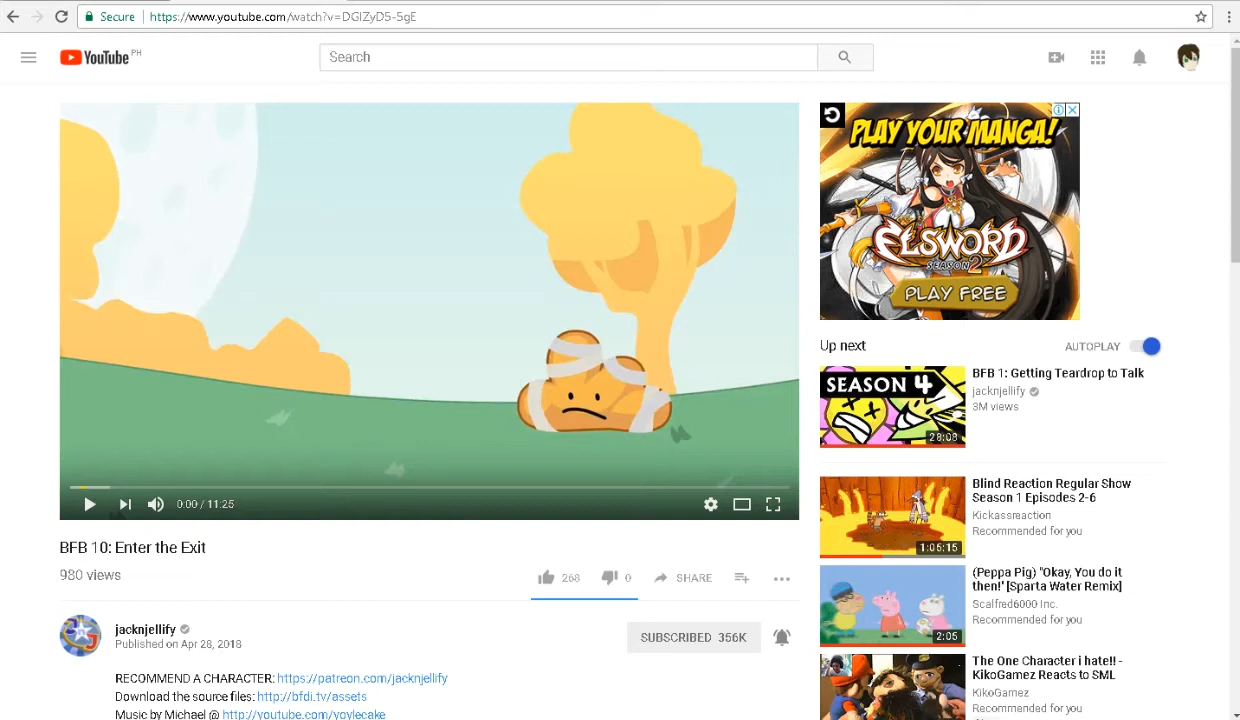 Secure https://www.youtube.com/watch?v=DGIZyD5-5gE
YouTube PH
Search
PLAY YOUR MANGA!
ELSWORD
SEASON 2
PLAY FREE
Up next
AUTOPLAY
SEASON 4
28:08
BFB 1: Getting Teardrop to Talk
jacknjellify
3M views
1:05:15
Blind Reaction Regular Show
Season 1 Episodes 2-6
Kickassreaction
Recommended for you
2:05
(Peppa Pig) "Okay, You do it
then!' [Sparta Water Remix]
Scalfred6000 Inc.
Recommended for you
The One Character i hate!! -
KikoGamez Reacts to SML
KikoGamez
Recommended for you
0:00 / 11:25
BFB 10: Enter the Exit
980 views
268
0
SHARE
jacknjellify
Published on Apr 28, 2018
SUBSCRIBED 356K
RECOMMEND A CHARACTER: https://patreon.com/jacknjellify
Download the source files: http://bfdi.tv/assets
Music by Michael @ http://youtube.com/yoylecake